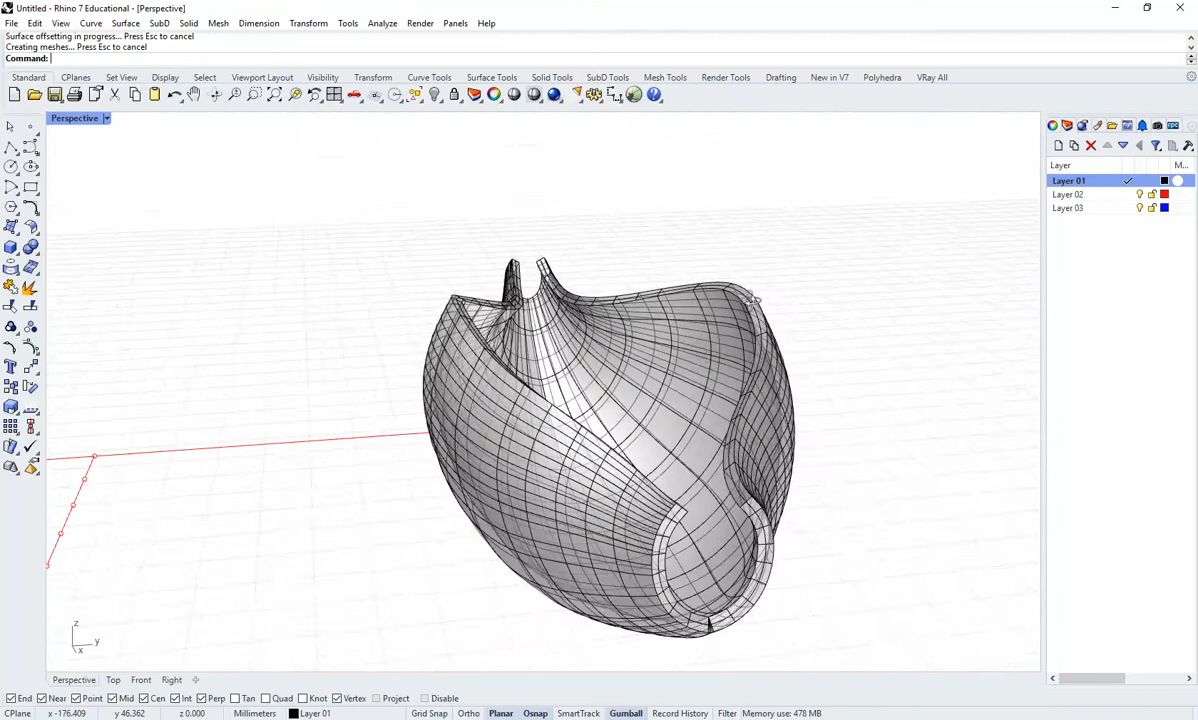 Untitled - Rhino 7 Educational - [Perspective]
File Edit View Curve Surface SubD Solid Mesh Dimension Transform Tools Analyze Render Panels Help
Surface offsetting in progress... Press Esc to cancel
Creating meshes... Press Esc to cancel
Command:
Standard CPlanes Set View Display Select Viewport Layout Visibility Transform Curve Tools Surface Tools Solid Tools SubD Tools Mesh Tools Render Tools Drafting New in V7 Polyhedra VRay All
Perspective
Layer M...
Layer 01
Layer 02
Layer 03
z
y
x
Perspective Top Front Right
End Near Point Mid Cen Int Perp Tan Quad Knot Vertex Project Disable
CPlane x -176.409 y 46.362 z 0.000 Millimeters Layer 01 Grid Snap Ortho Planar Osnap SmartTrack Gumball Record History Filter Memory use: 478 MB